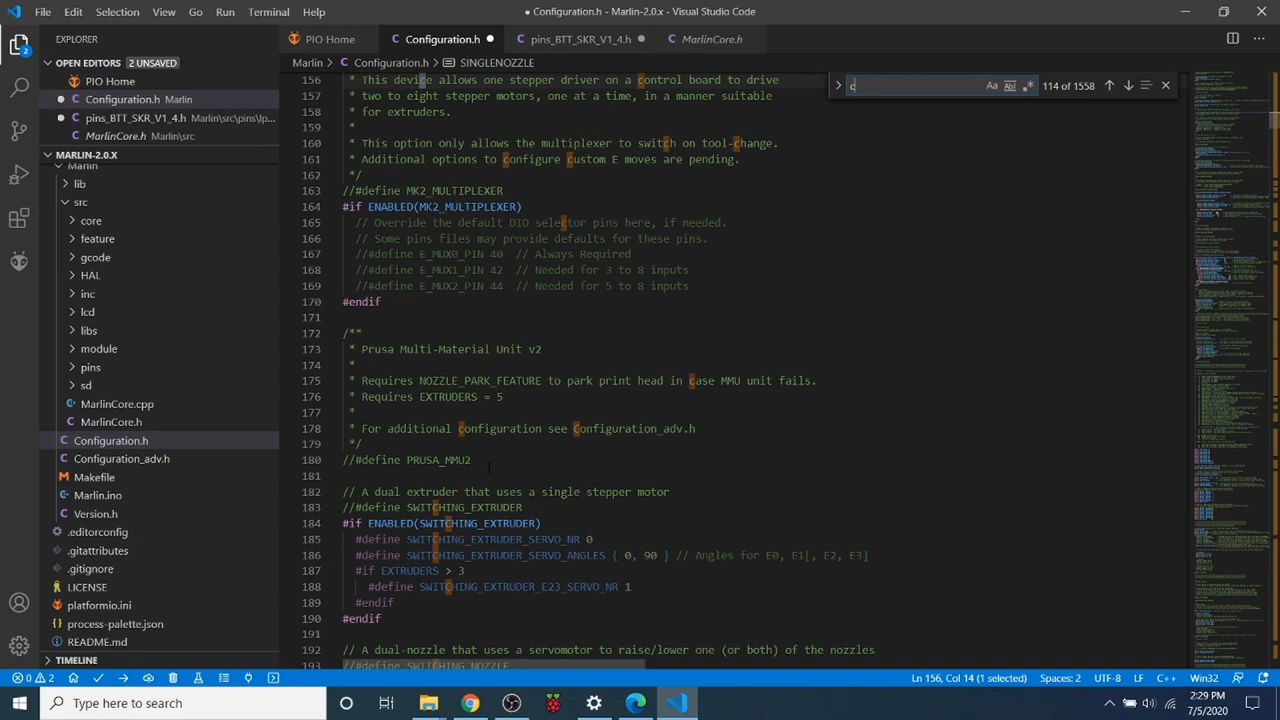 File Edit Selection View Go Run Terminal Help
● Configuration.h - Marlin-2.0.x - Visual Studio Code
EXPLORER
OPEN EDITORS 2 UNSAVED
PIO Home
Configuration.h Marlin
pins_BTT_SKR_V1_4.h Marlin\src\pins\lp...
MarlinCore.h Marlin\src
MARLIN-2.0.X
Marlin
lib
src
core
feature
gcode
HAL
inc
lcd
libs
module
pins
sd
MarlinCore.cpp
MarlinCore.h
Configuration.h
Configuration_adv.h
Makefile
Marlin.ino
Version.h
.editorconfig
.gitattributes
.gitignore
LICENSE
platformio.ini
process-palette.json
README.md
TIMELINE
PIO Home Configuration.h ● pins_BTT_SKR_V1_4.h ● MarlinCore.h
Marlin > Configuration.h > SINGLENOZZLE
c Aa Abl .* 114 of 1558
156 * This device allows one stepper driver on a control board to drive
157 * two to eight stepper motors, one at a time, in a manner suitable
158 * for extruders.
159 *
160 * This option only allows the multiplexer to switch on tool-change.
161 * Additional options to configure custom E moves are pending.
162 */
163 //#define MK2_MULTIPLEXER
164 #if ENABLED(MK2_MULTIPLEXER)
165 // Override the default DIO selector pins here, if needed.
166 // Some pins files may provide defaults for these pins.
167 //#define E_MUX0_PIN 40 // Always Required
168 //#define E_MUX1_PIN 42 // Needed for 3 to 8 inputs
169 //#define E_MUX2_PIN 44 // Needed for 5 to 8 inputs
170 #endif
171
172 /**
173 * Prusa Multi-Material Unit v2
174 *
175 * Requires NOZZLE_PARK_FEATURE to park print head in case MMU unit fails.
176 * Requires EXTRUDERS = 5
177 *
178 * For additional configuration see Configuration_adv.h
179 */
180 //#define PRUSA_MMU2
181
182 // A dual extruder that uses a single stepper motor
183 //#define SWITCHING_EXTRUDER
184 #if ENABLED(SWITCHING_EXTRUDER)
185 #define SWITCHING_EXTRUDER_SERVO_NR 0
186 #define SWITCHING_EXTRUDER_SERVO_ANGLES { 0, 90 } // Angles for E0, E1[, E2, E3]
187 #if EXTRUDERS > 3
188 #define SWITCHING_EXTRUDER_E23_SERVO_NR 1
189 #endif
190 #endif
191
192 // A dual-nozzle that uses a servomotor to raise/lower one (or both) of the nozzles
193 //#define SWITCHING_NOZZLE
0 2 Ln 156, Col 14 (1 selected) Spaces: 2 UTF-8 LF C++ Win32
Type here to search
2:29 PM
7/5/2020